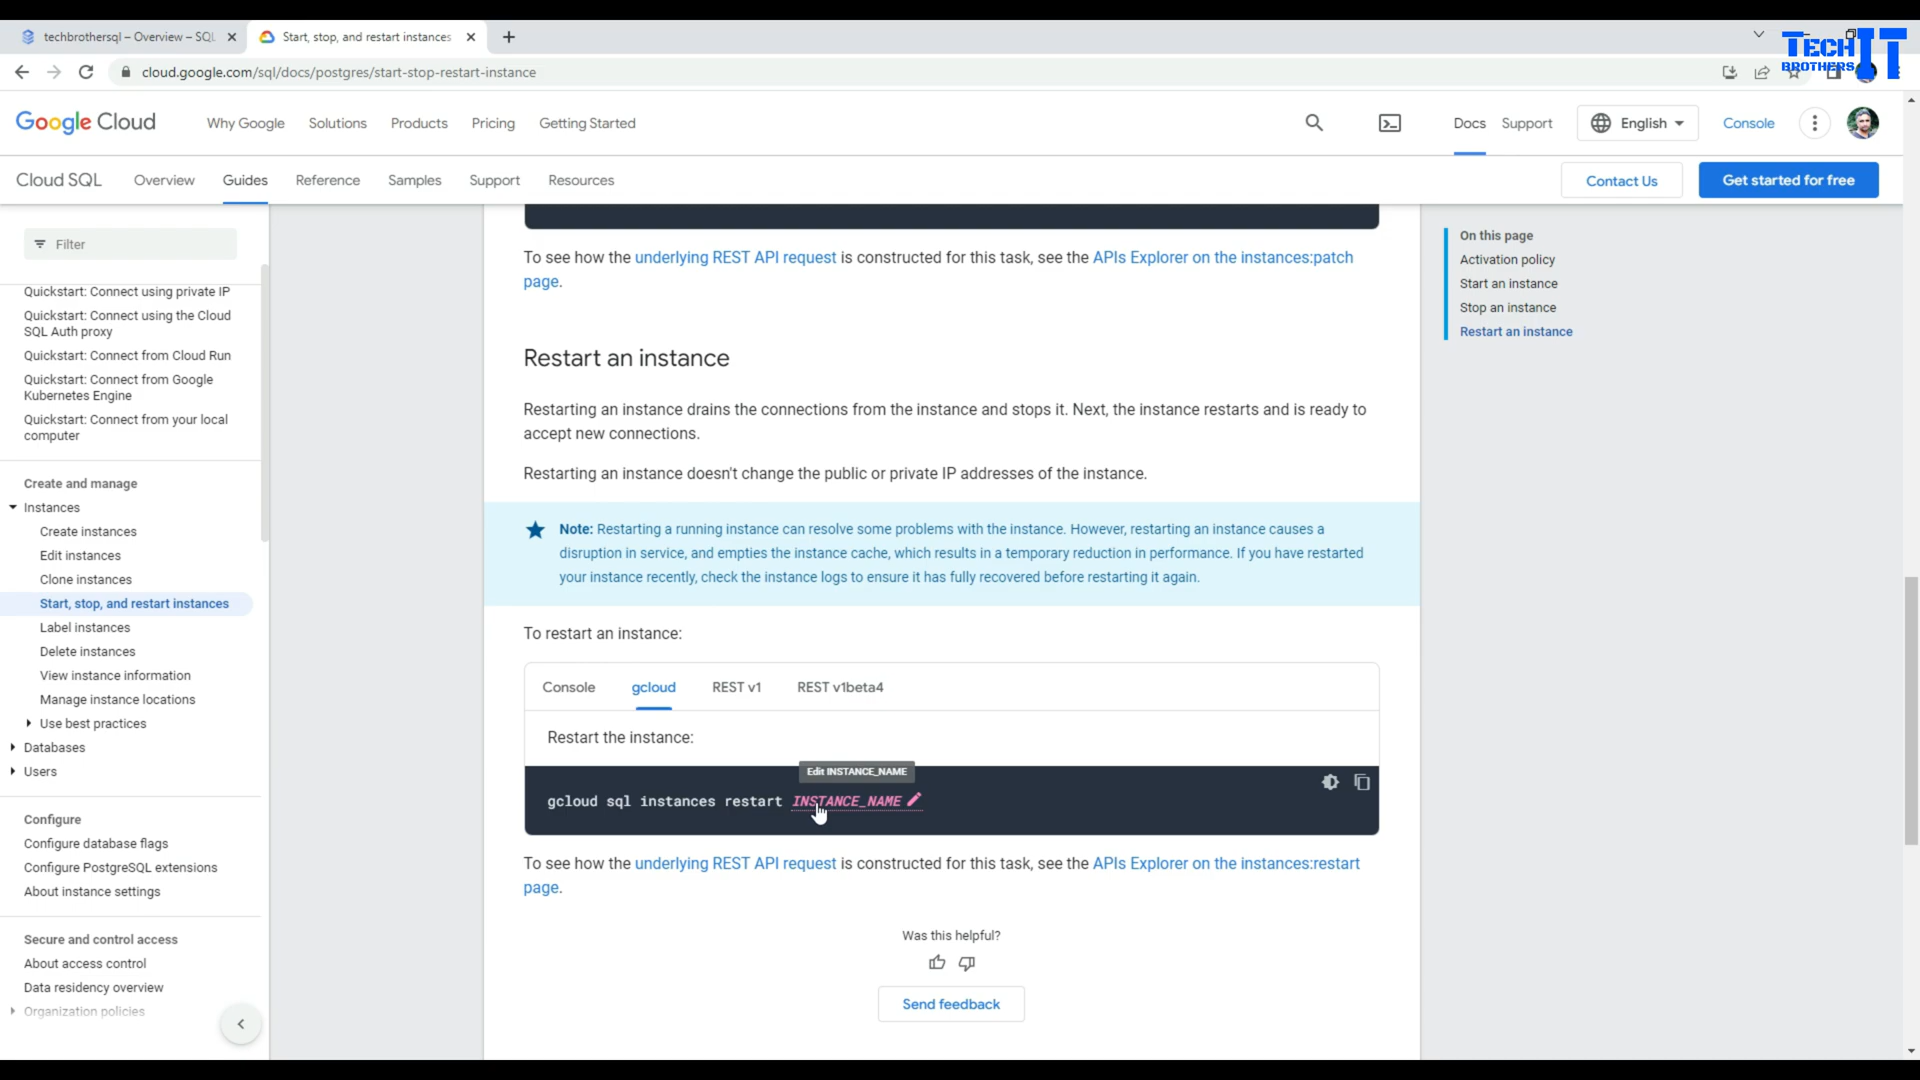 techbrothersql – Overview – SQL
Start, stop, and restart instances
TECH IT
BROTHERS
cloud.google.com/sql/docs/postgres/start-stop-restart-instance
Google Cloud
Why Google
Solutions
Products
Pricing
Getting Started
Docs
Support
English
Console
Cloud SQL
Overview
Guides
Reference
Samples
Support
Resources
Contact Us
Get started for free
Filter
Quickstart: Connect using private IP
Quickstart: Connect using the Cloud
SQL Auth proxy
Quickstart: Connect from Cloud Run
Quickstart: Connect from Google
Kubernetes Engine
Quickstart: Connect from your local
computer
Create and manage
Instances
Create instances
Edit instances
Clone instances
Start, stop, and restart instances
Label instances
Delete instances
View instance information
Manage instance locations
Use best practices
Databases
Users
Configure
Configure database flags
Configure PostgreSQL extensions
About instance settings
Secure and control access
About access control
Data residency overview
Organization policies
To see how the underlying REST API request is constructed for this task, see the APIs Explorer on the instances:patch
page.
Restart an instance
Restarting an instance drains the connections from the instance and stops it. Next, the instance restarts and is ready to
accept new connections.
Restarting an instance doesn't change the public or private IP addresses of the instance.
Note: Restarting a running instance can resolve some problems with the instance. However, restarting an instance causes a
disruption in service, and empties the instance cache, which results in a temporary reduction in performance. If you have restarted
your instance recently, check the instance logs to ensure it has fully recovered before restarting it again.
To restart an instance:
Console
gcloud
REST v1
REST v1beta4
Restart the instance:
Edit INSTANCE_NAME
gcloud sql instances restart INSTANCE_NAME
To see how the underlying REST API request is constructed for this task, see the APIs Explorer on the instances:restart
page.
Was this helpful?
Send feedback
On this page
Activation policy
Start an instance
Stop an instance
Restart an instance